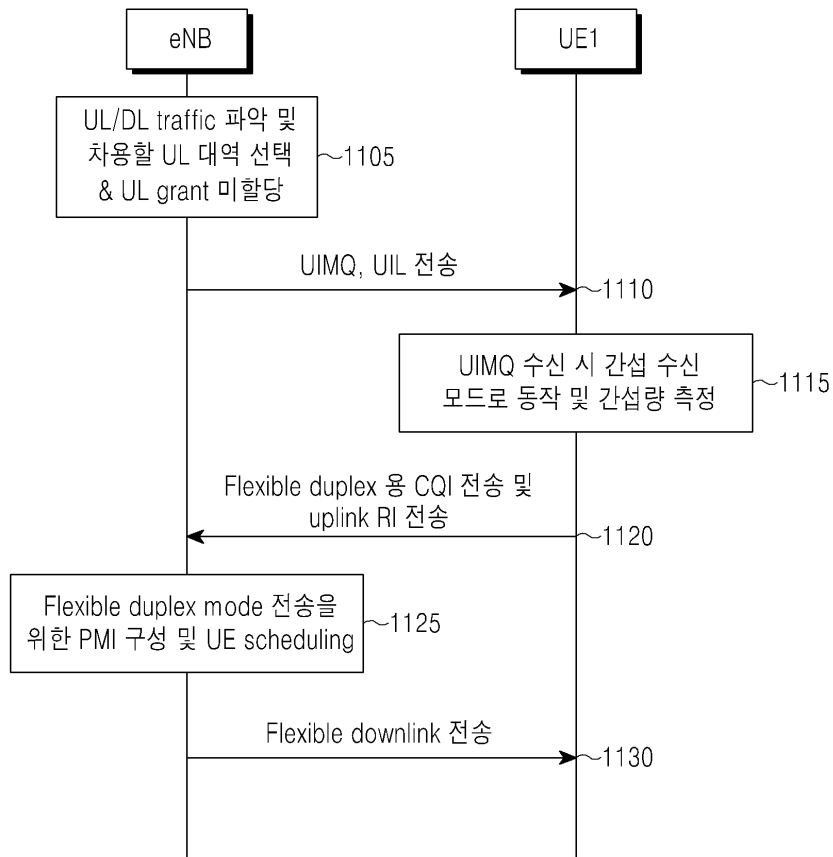 eNB
UE1
UL/DL traffic 파악 및
차용할 UL 대역 선택
& UL grant 미할당
1105
UIMQ, UIL 전송
1110
UIMQ 수신 시 간섭 수신
모드로 동작 및 간섭량 측정
1115
Flexible duplex 용 CQI 전송 및
uplink RI 전송
1120
Flexible duplex mode 전송을
위한 PMI 구성 및 UE scheduling
1125
Flexible downlink 전송
1130